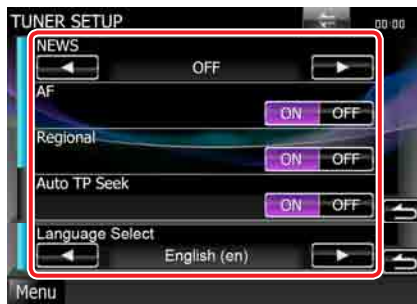 TUNER SETUP 00:00
NEWS
OFF
AF
ON OFF
Regional
ON OFF
Auto TP Seek
ON OFF
Language Select
English (en)
Menu